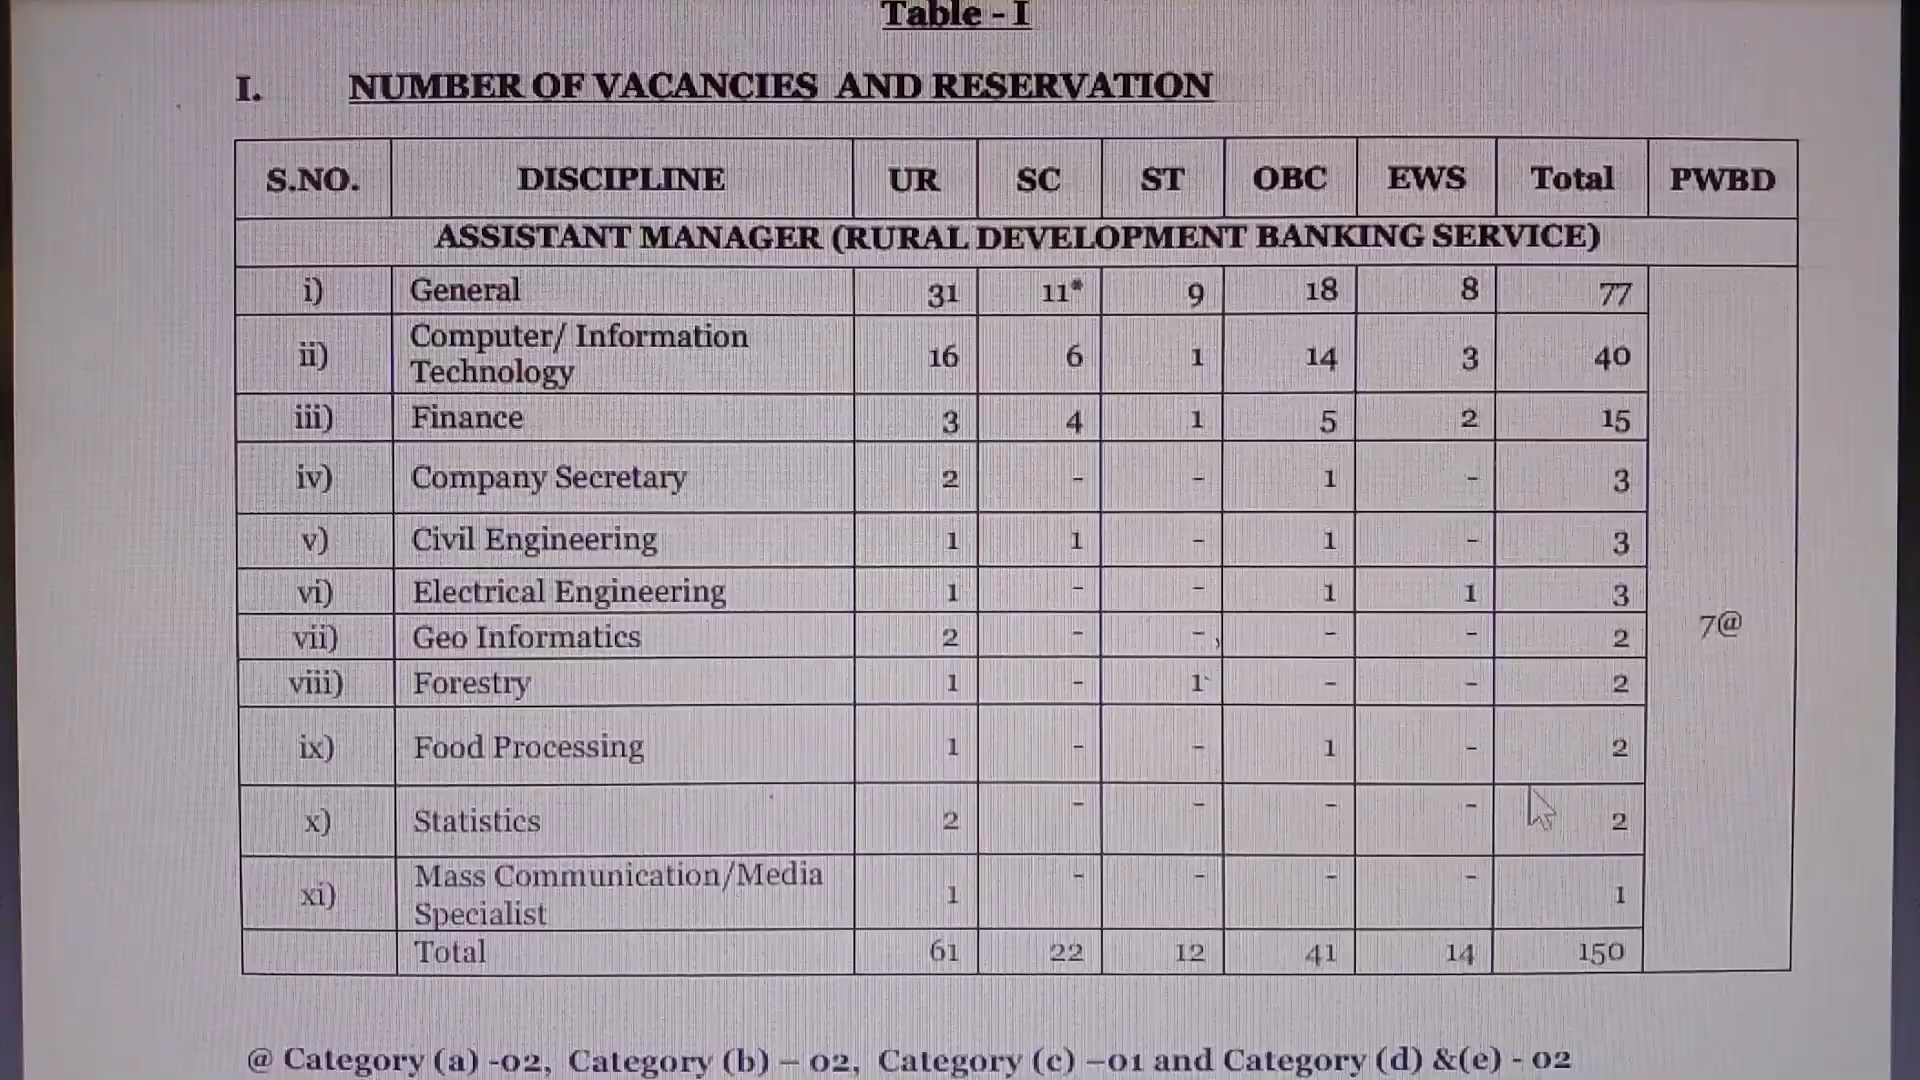 Table - I
I. NUMBER OF VACANCIES AND RESERVATION
S.NO. DISCIPLINE UR SC ST OBC EWS Total PWBD
ASSISTANT MANAGER (RURAL DEVELOPMENT BANKING SERVICE)
i) General 31 11* 9 18 8 77
ii) Computer/ Information
Technology 16 6 1 14 3 40
iii) Finance 3 4 1 5 2 15
iv) Company Secretary 2 - - 1 - 3
v) Civil Engineering 1 1 - 1 - 3
vi) Electrical Engineering 1 - - 1 1 3
7@
vii) Geo Informatics 2 - - - - 2
viii) Forestry 1 - 1 - - 2
ix) Food Processing 1 - - 1 - 2
x) Statistics 2 - - - - 2
xi) Mass Communication/Media
Specialist 1 - - - - 1
Total 61 22 12 41 14 150
@ Category (a) -02, Category (b) – 02, Category (c) –01 and Category (d) &(e) - 02